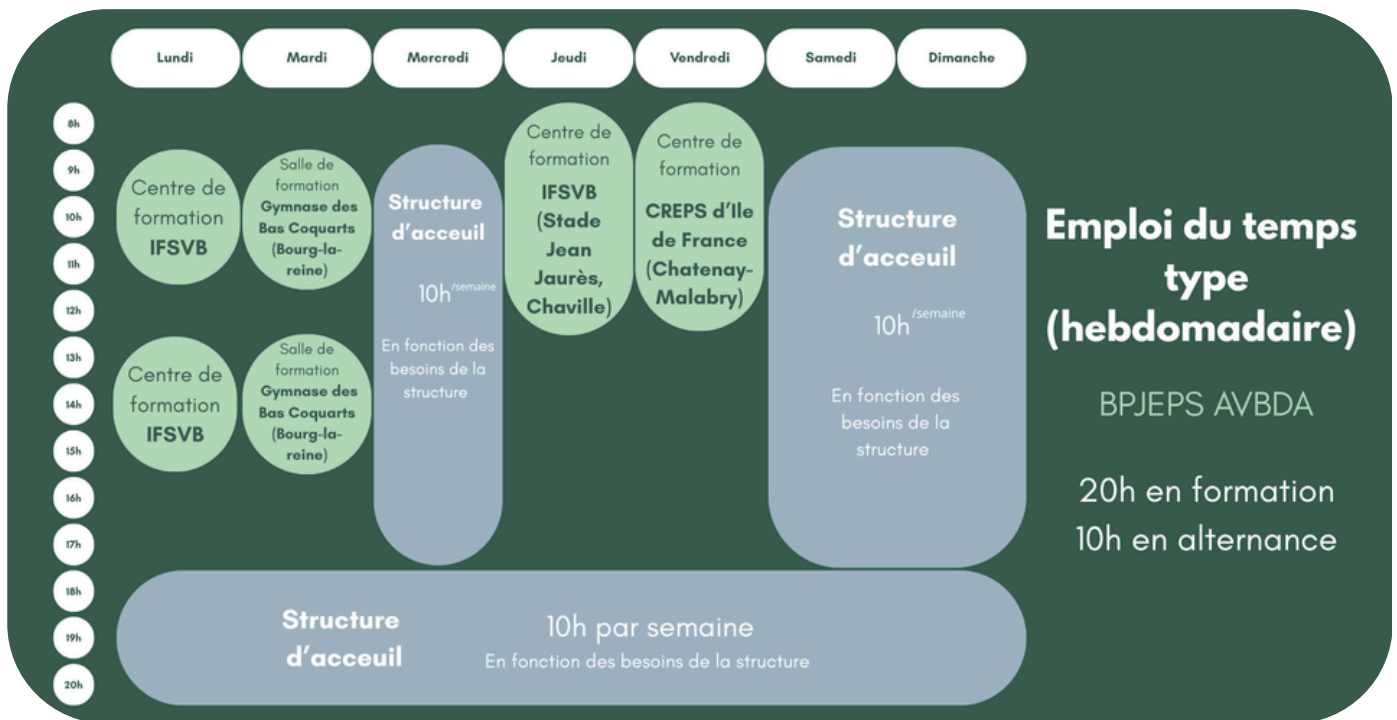 Lundi
Mardi
Mercredi
Jeudi
Vendredi
Samedi
Dimanche
8h
9h
10h
11h
12h
13h
14h
15h
16h
17h
18h
19h
20h
Centre de
formation
IFSVB
Centre de
formation
IFSVB
Salle de
formation
Gymnase des
Bas Coquarts
(Bourg-la-
reine)
Salle de
formation
Gymnase des
Bas Coquarts
(Bourg-la-
reine)
Structure
d'acceuil
10h/semaine
En fonction des
besoins de la
structure
Centre de
formation
IFSVB
(Stade
Jean
Jaurès,
Chaville)
Centre de
formation
CREPS d'Ile
de France
(Chatenay-
Malabry)
Structure
d'acceuil
10h/semaine
En fonction des
besoins de la
structure
Structure
d'acceuil
10h par semaine
En fonction des besoins de la structure
Emploi du temps
type
(hebdomadaire)
BPJEPS AVBDA
20h en formation
10h en alternance